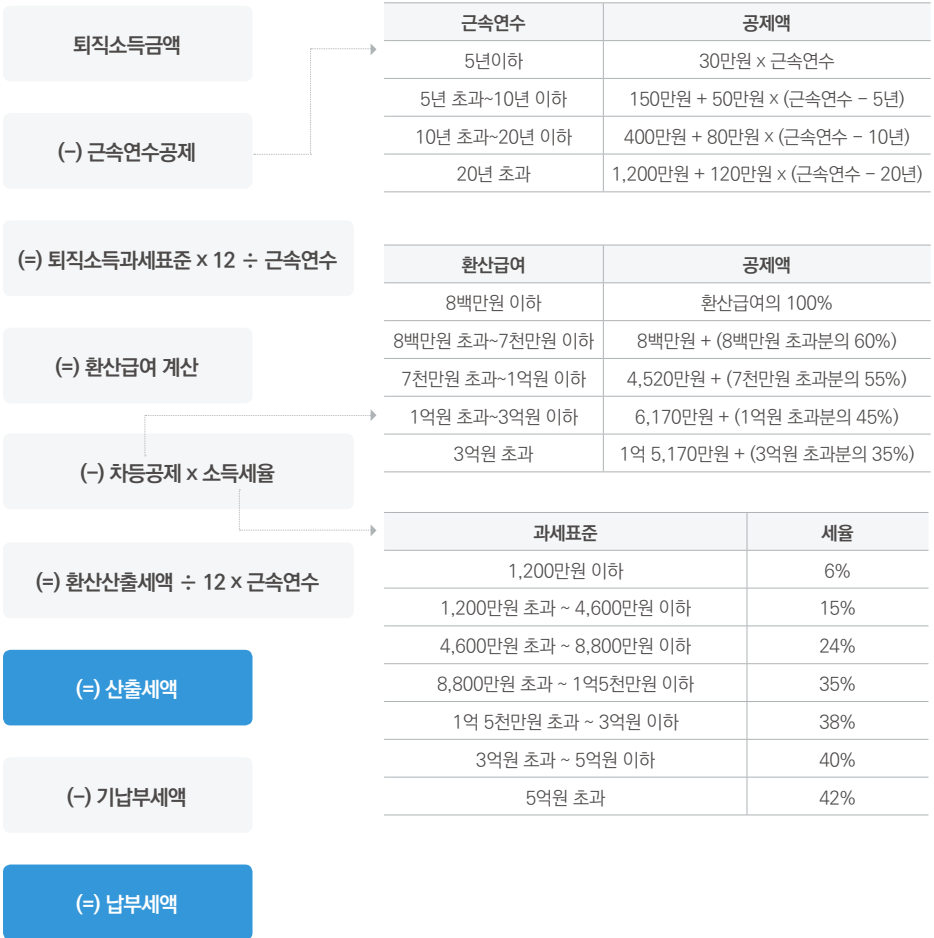 퇴직소득금액
(-) 근속연수공제
(=) 퇴직소득과세표준 x 12 ÷ 근속연수
(=) 환산급여 계산
(-) 차등공제 x 소득세율
(=) 환산산출세액 ÷ 12 x 근속연수
(=) 산출세액
(-) 기납부세액
(=) 납부세액
근속연수 공제액
5년이하 30만원 x 근속연수
5년 초과~10년 이하 150만원 + 50만원 x (근속연수 - 5년)
10년 초과~20년 이하 400만원 + 80만원 x (근속연수 - 10년)
20년 초과 1,200만원 + 120만원 x (근속연수 - 20년)
환산급여 공제액
8백만원 이하 환산급여의 100%
8백만원 초과~7천만원 이하 8백만원 + (8백만원 초과분의 60%)
7천만원 초과~1억원 이하 4,520만원 + (7천만원 초과분의 55%)
1억원 초과~3억원 이하 6,170만원 + (1억원 초과분의 45%)
3억원 초과 1억 5,170만원 + (3억원 초과분의 35%)
과세표준 세율
1,200만원 이하 6%
1,200만원 초과 ~ 4,600만원 이하 15%
4,600만원 초과 ~ 8,800만원 이하 24%
8,800만원 초과 ~ 1억5천만원 이하 35%
1억 5천만원 초과 ~ 3억원 이하 38%
3억원 초과 ~ 5억원 이하 40%
5억원 초과 42%